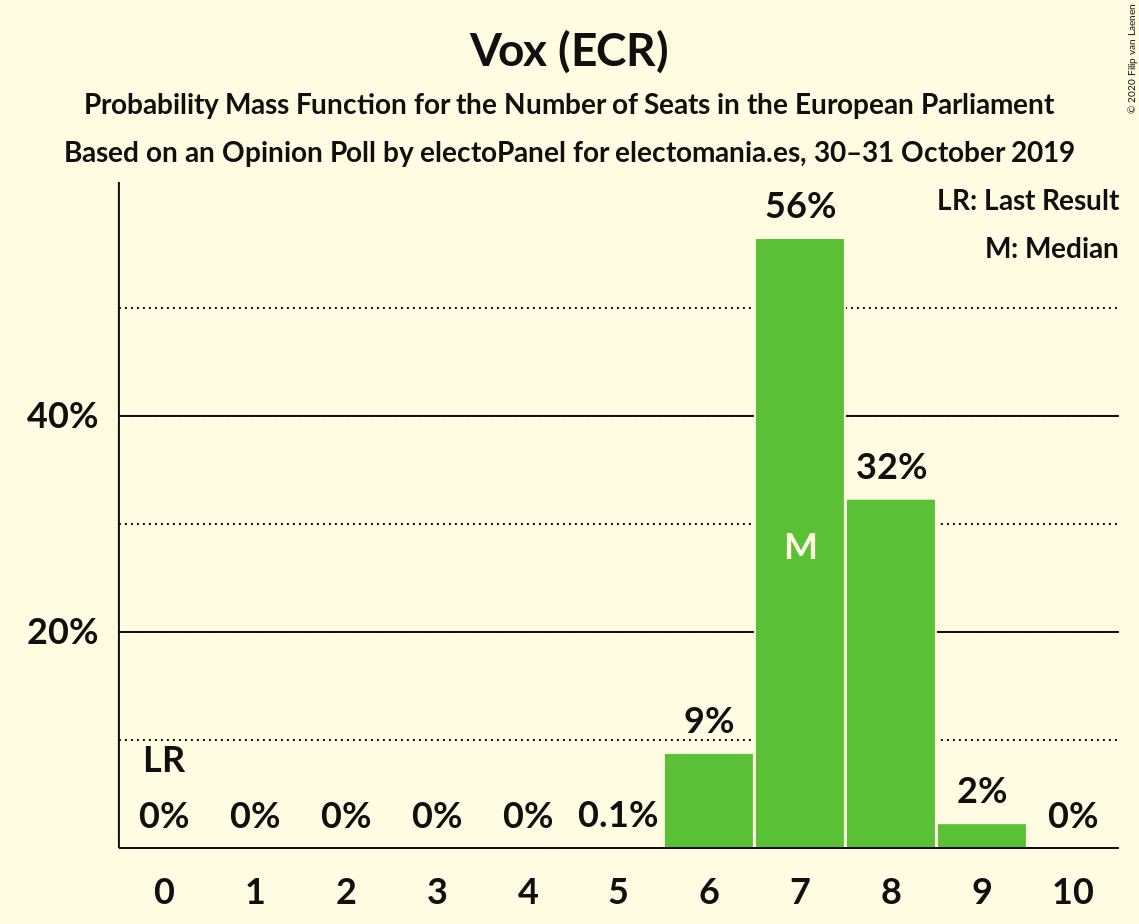 Vox (ECR)
Probability Mass Function for the Number of Seats in the European Parliament
Based on an Opinion Poll by electoPanel for electomania.es, 30–31 October 2019
© 2020 Filip van Laenen
LR: Last Result
M: Median
56%
40%
32%
M
20%
9%
LR
2%
0% 0% 0% 0% 0% 0.1% 0%
0 1 2 3 4 5 6 7 8 9 10